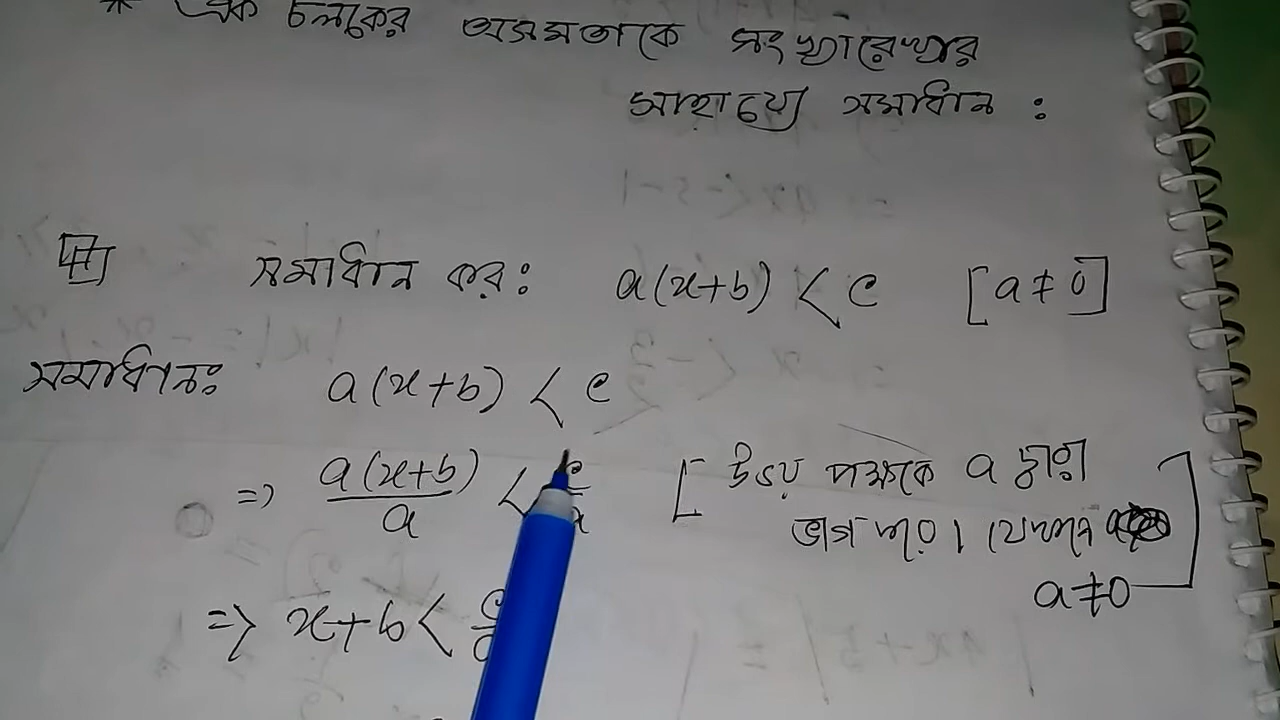 * এক চলকের অসমতাকে সংখ্যারেখার
সাহায্যে সমাধান :
সমাধান কর: a(x+b) < c [a ≠ 0]
সমাধান: a(x+b) < c
=> a(x+b)/a < c/a [উভয় পক্ষকে a দ্বারা
ভাগ করে। যেখানে
a≠0]
=> x+b < c/a